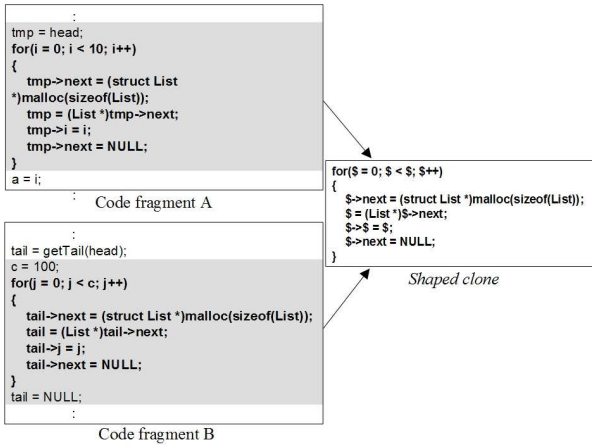 :
tmp = head;
for(i = 0; i < 10; i++)
{
tmp->next = (struct List
*)malloc(sizeof(List));
tmp = (List *)tmp->next;
tmp->i = i;
tmp->next = NULL;
}
a = i;
:
Code fragment A
:
tail = getTail(head);
c = 100;
for(j = 0; j < c; j++)
{
tail->next = (struct List *)malloc(sizeof(List));
tail = (List *)tail->next;
tail->j = j;
tail->next = NULL;
}
tail = NULL;
:
Code fragment B
for($ = 0; $ < $; $++)
{
$->next = (struct List *)malloc(sizeof(List));
$ = (List *)$->next;
$->$ = $;
$->next = NULL;
}
Shaped clone